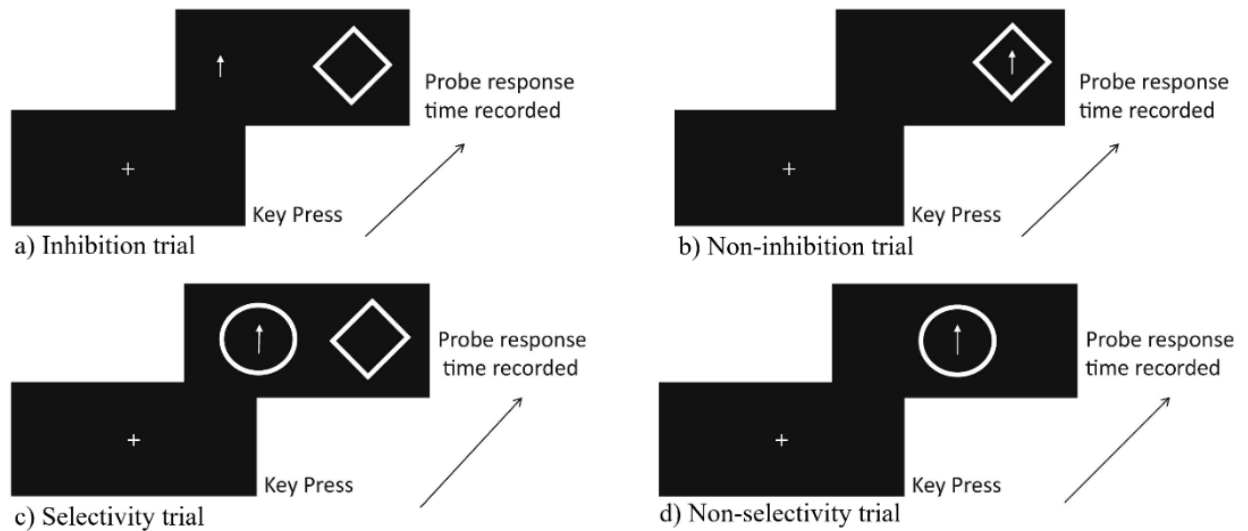 Probe response
time recorded
Key Press
a) Inhibition trial
Probe response
time recorded
Key Press
b) Non-inhibition trial
Probe response
time recorded
Key Press
c) Selectivity trial
Probe response
time recorded
Key Press
d) Non-selectivity trial